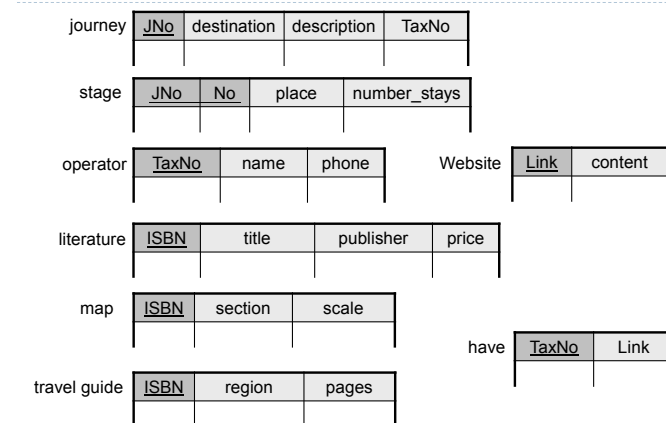 journey JNo destination description TaxNo
stage JNo No place number_stays
operator TaxNo name phone
Website Link content
literature ISBN title publisher price
map ISBN section scale
have TaxNo Link
travel guide ISBN region pages